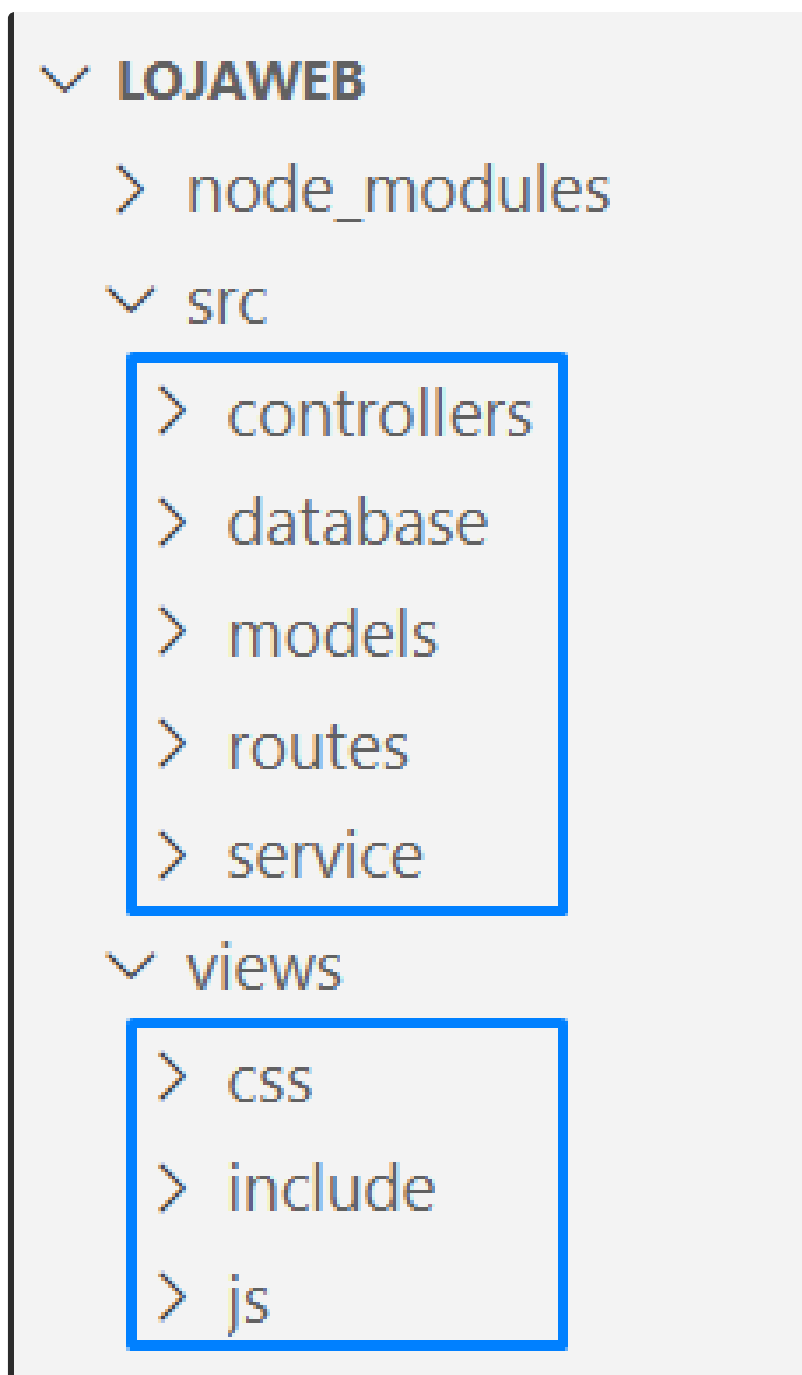 LOJAWEB
node_modules
src
controllers
database
models
routes
service
views
css
include
js